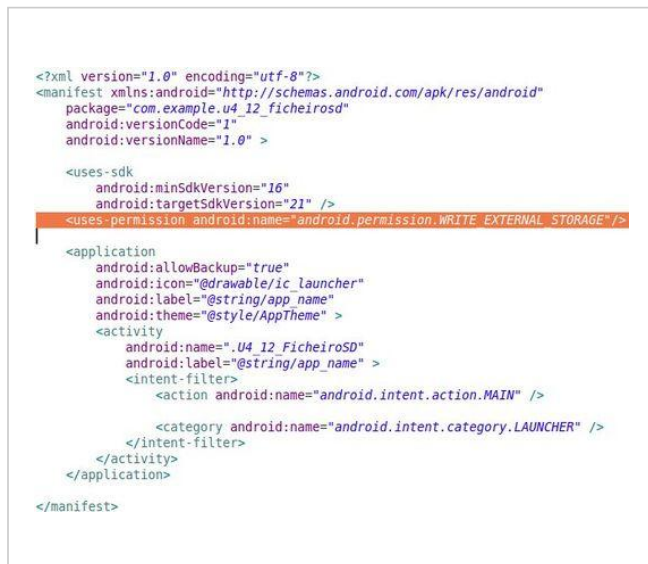 <?xml version="1.0" encoding="utf-8"?>
<manifest xmlns:android="http://schemas.android.com/apk/res/android"
package="com.example.u4_12_ficheirosd"
android:versionCode="1"
android:versionName="1.0" >
<uses-sdk
android:minSdkVersion="16"
android:targetSdkVersion="21" />
<uses-permission android:name="android.permission.WRITE_EXTERNAL_STORAGE"/>
<application
android:allowBackup="true"
android:icon="@drawable/ic_launcher"
android:label="@string/app_name"
android:theme="@style/AppTheme" >
<activity
android:name=".U4_12_FicheiroSD"
android:label="@string/app_name" >
<intent-filter>
<action android:name="android.intent.action.MAIN" />
<category android:name="android.intent.category.LAUNCHER" />
</intent-filter>
</activity>
</application>
</manifest>